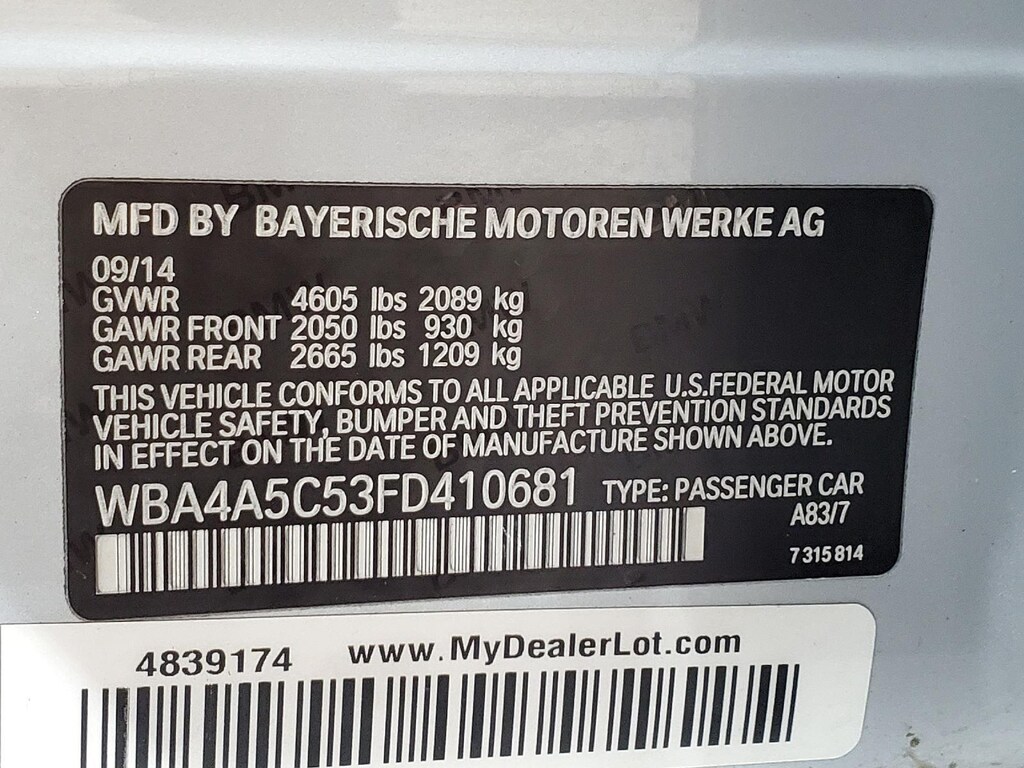 MFD BY BAYERISCHE MOTOREN WERKE AG
09/14
GVWR 4605 lbs 2089 kg
GAWR FRONT 2050 lbs 930 kg
GAWR REAR 2665 lbs 1209 kg
THIS VEHICLE CONFORMS TO ALL APPLICABLE U.S.FEDERAL MOTOR
VEHICLE SAFETY, BUMPER AND THEFT PREVENTION STANDARDS
IN EFFECT ON THE DATE OF MANUFACTURE SHOWN ABOVE.
WBA4A5C53FD410681 TYPE: PASSENGER CAR
A83/7
7 315 814
4839174 www.MyDealerLot.com